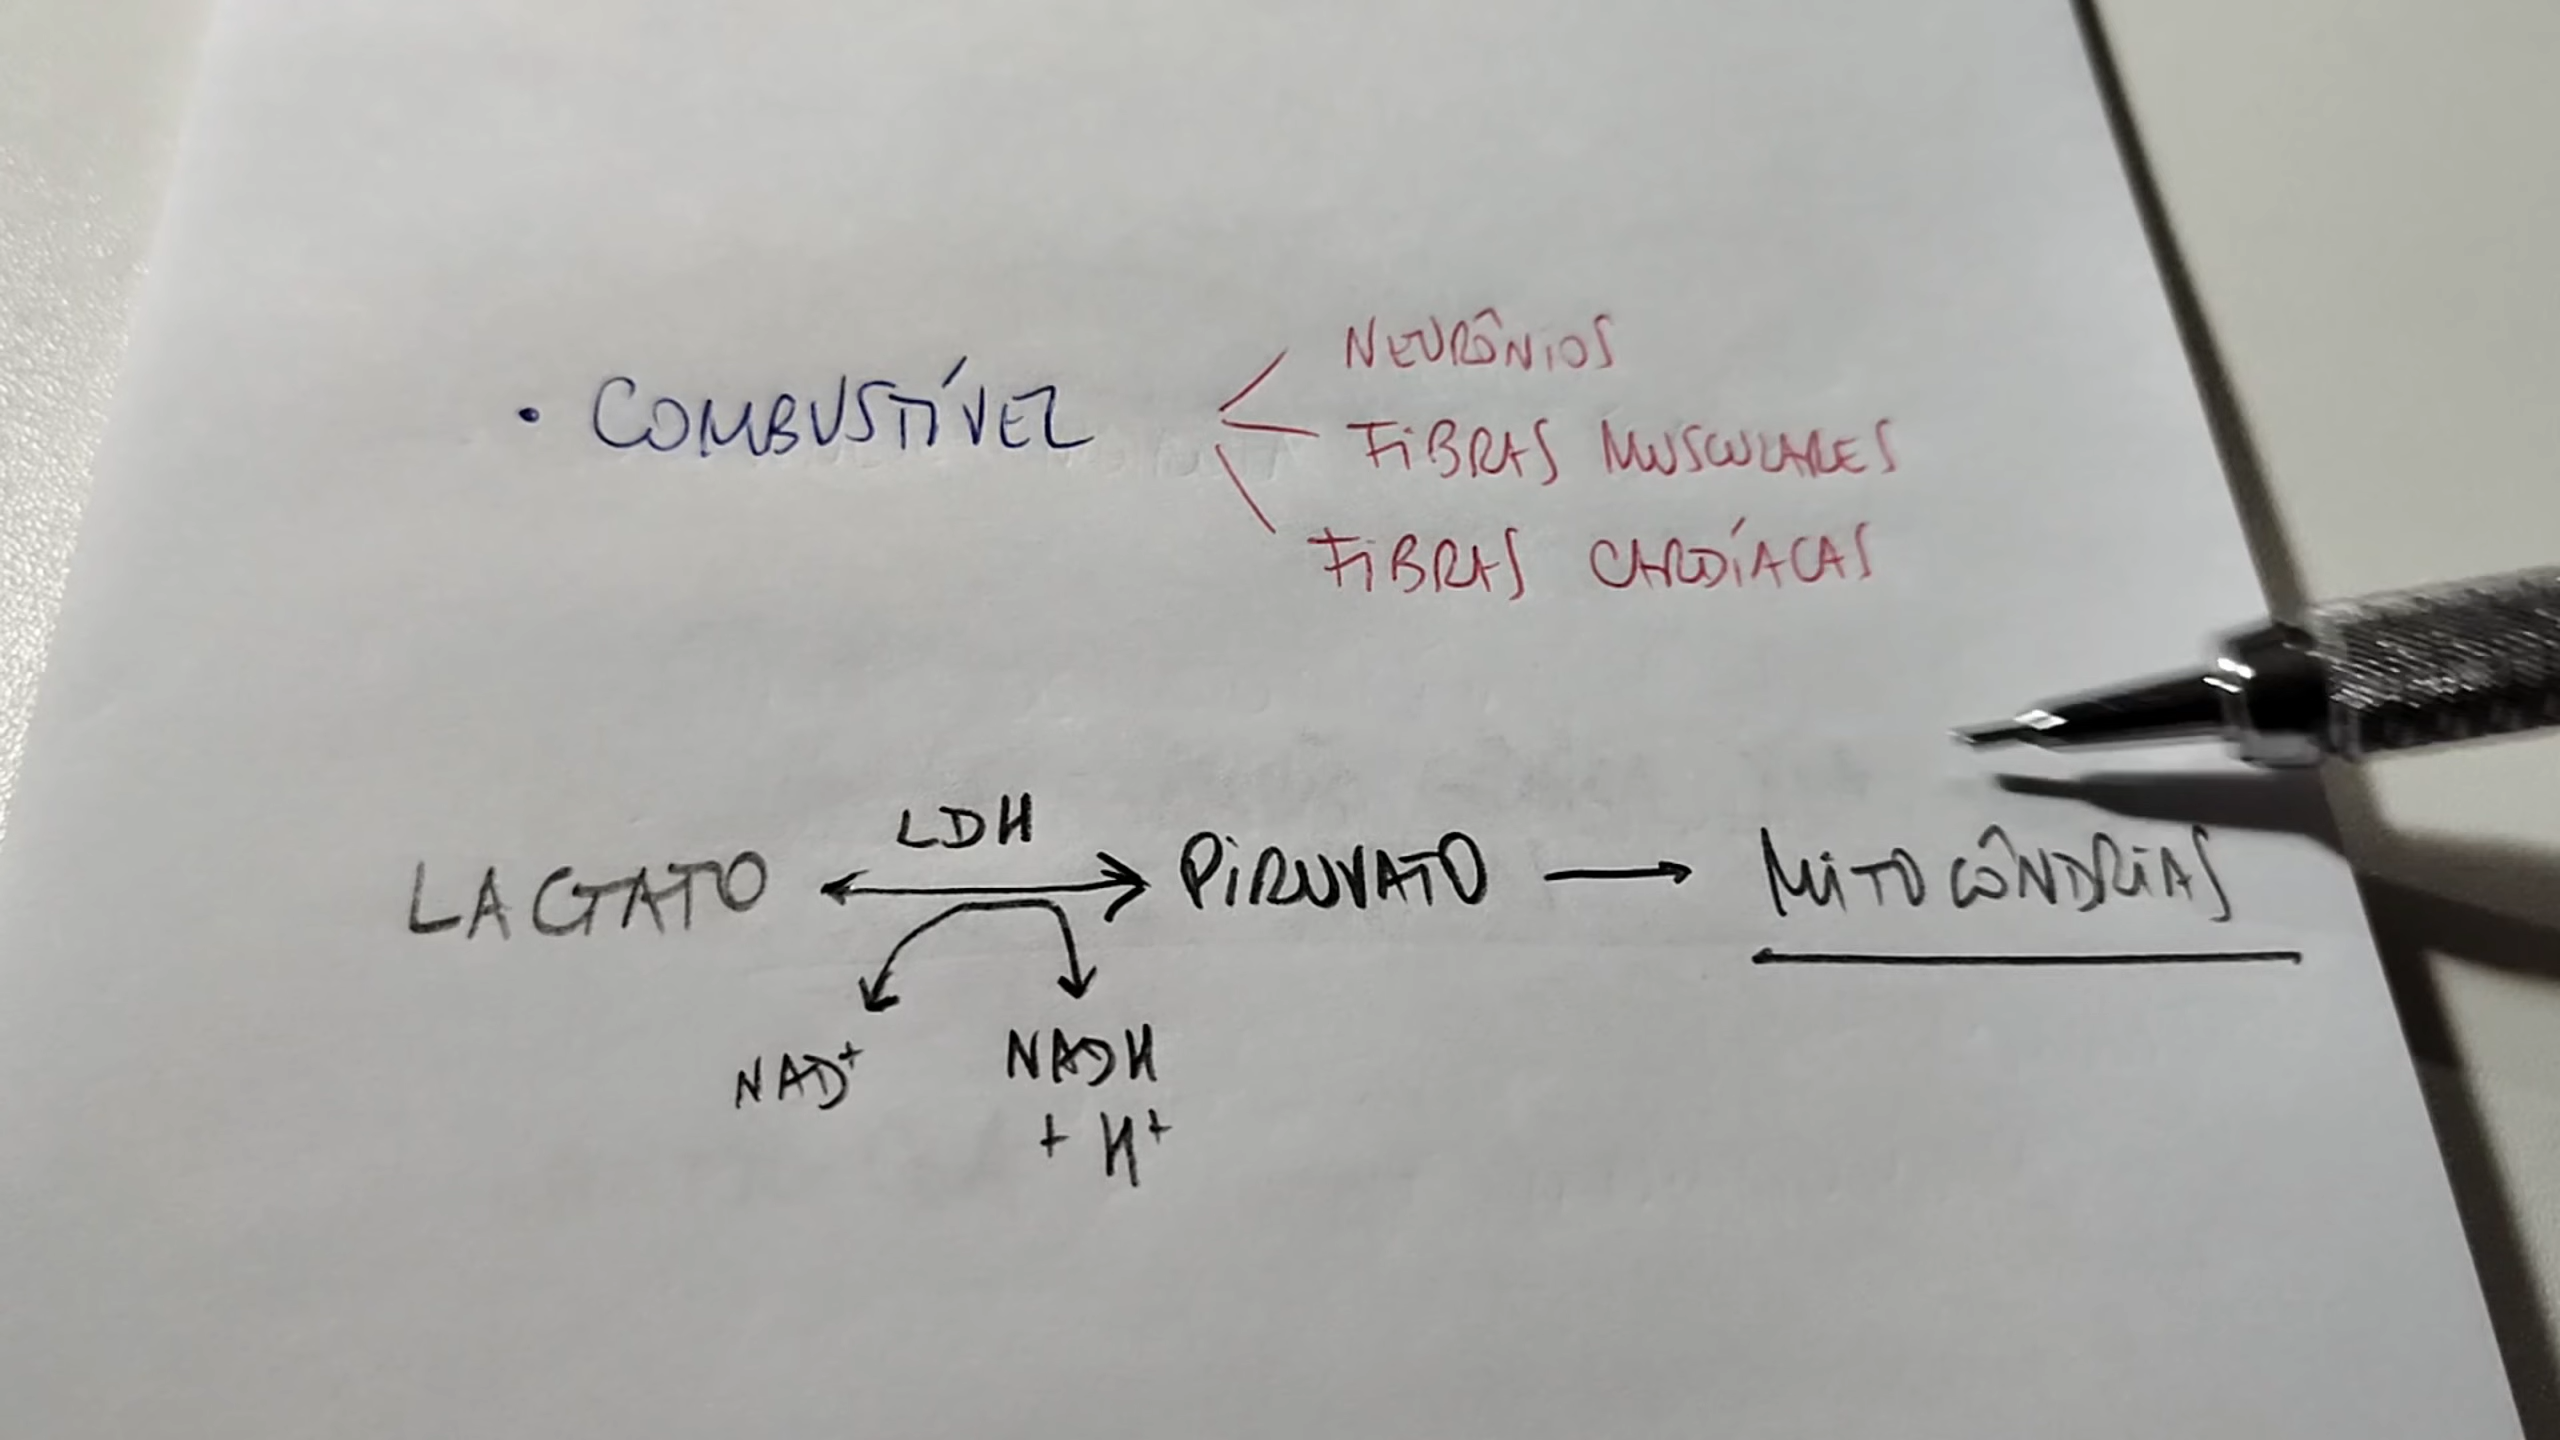 • COMBUSTÍVEL
NEURÔNIOS
FIBRAS MUSCULARES
FIBRAS CARDÍACAS
LDH
LACTATO ↔ PIRUVATO → MITOCÔNDRIAS
NAD+ NADH
+ H+